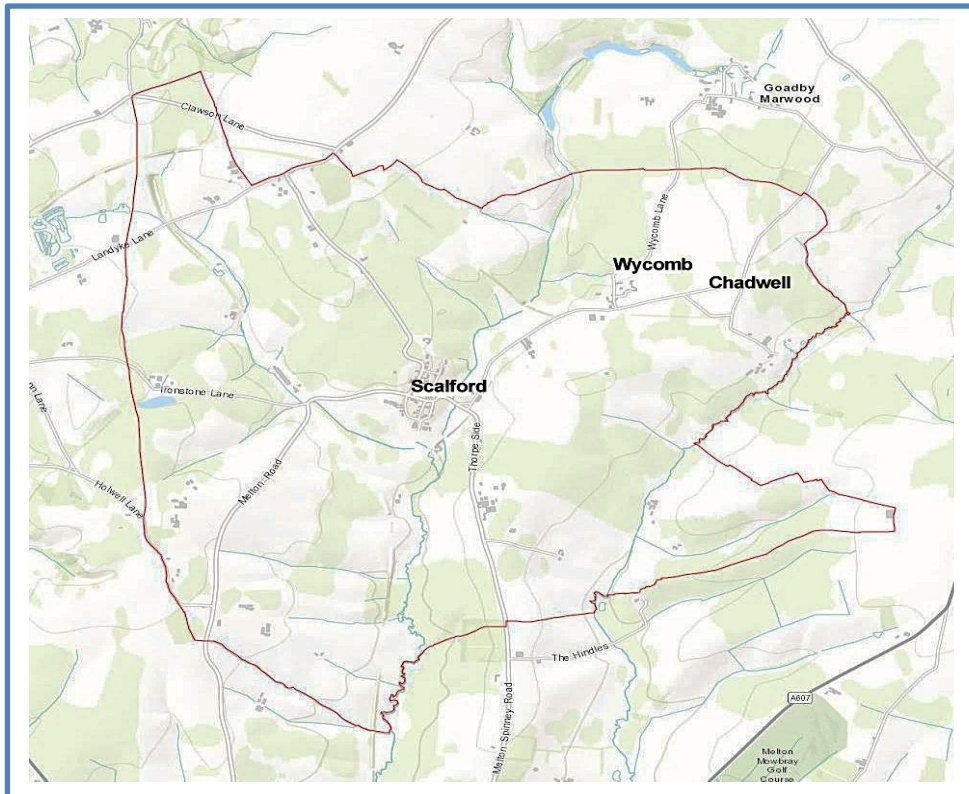 Goadby
Marwood
Clawson Lane
Wycomb Lane
Landyke Lane
Wycomb
Chadwell
Scalford
Ironstone Lane
Thorpe Side
Melton Road
Holwell Lane
The Hindles
Melton Spinney Road
A607
Melton
Mowbray
Golf
Course